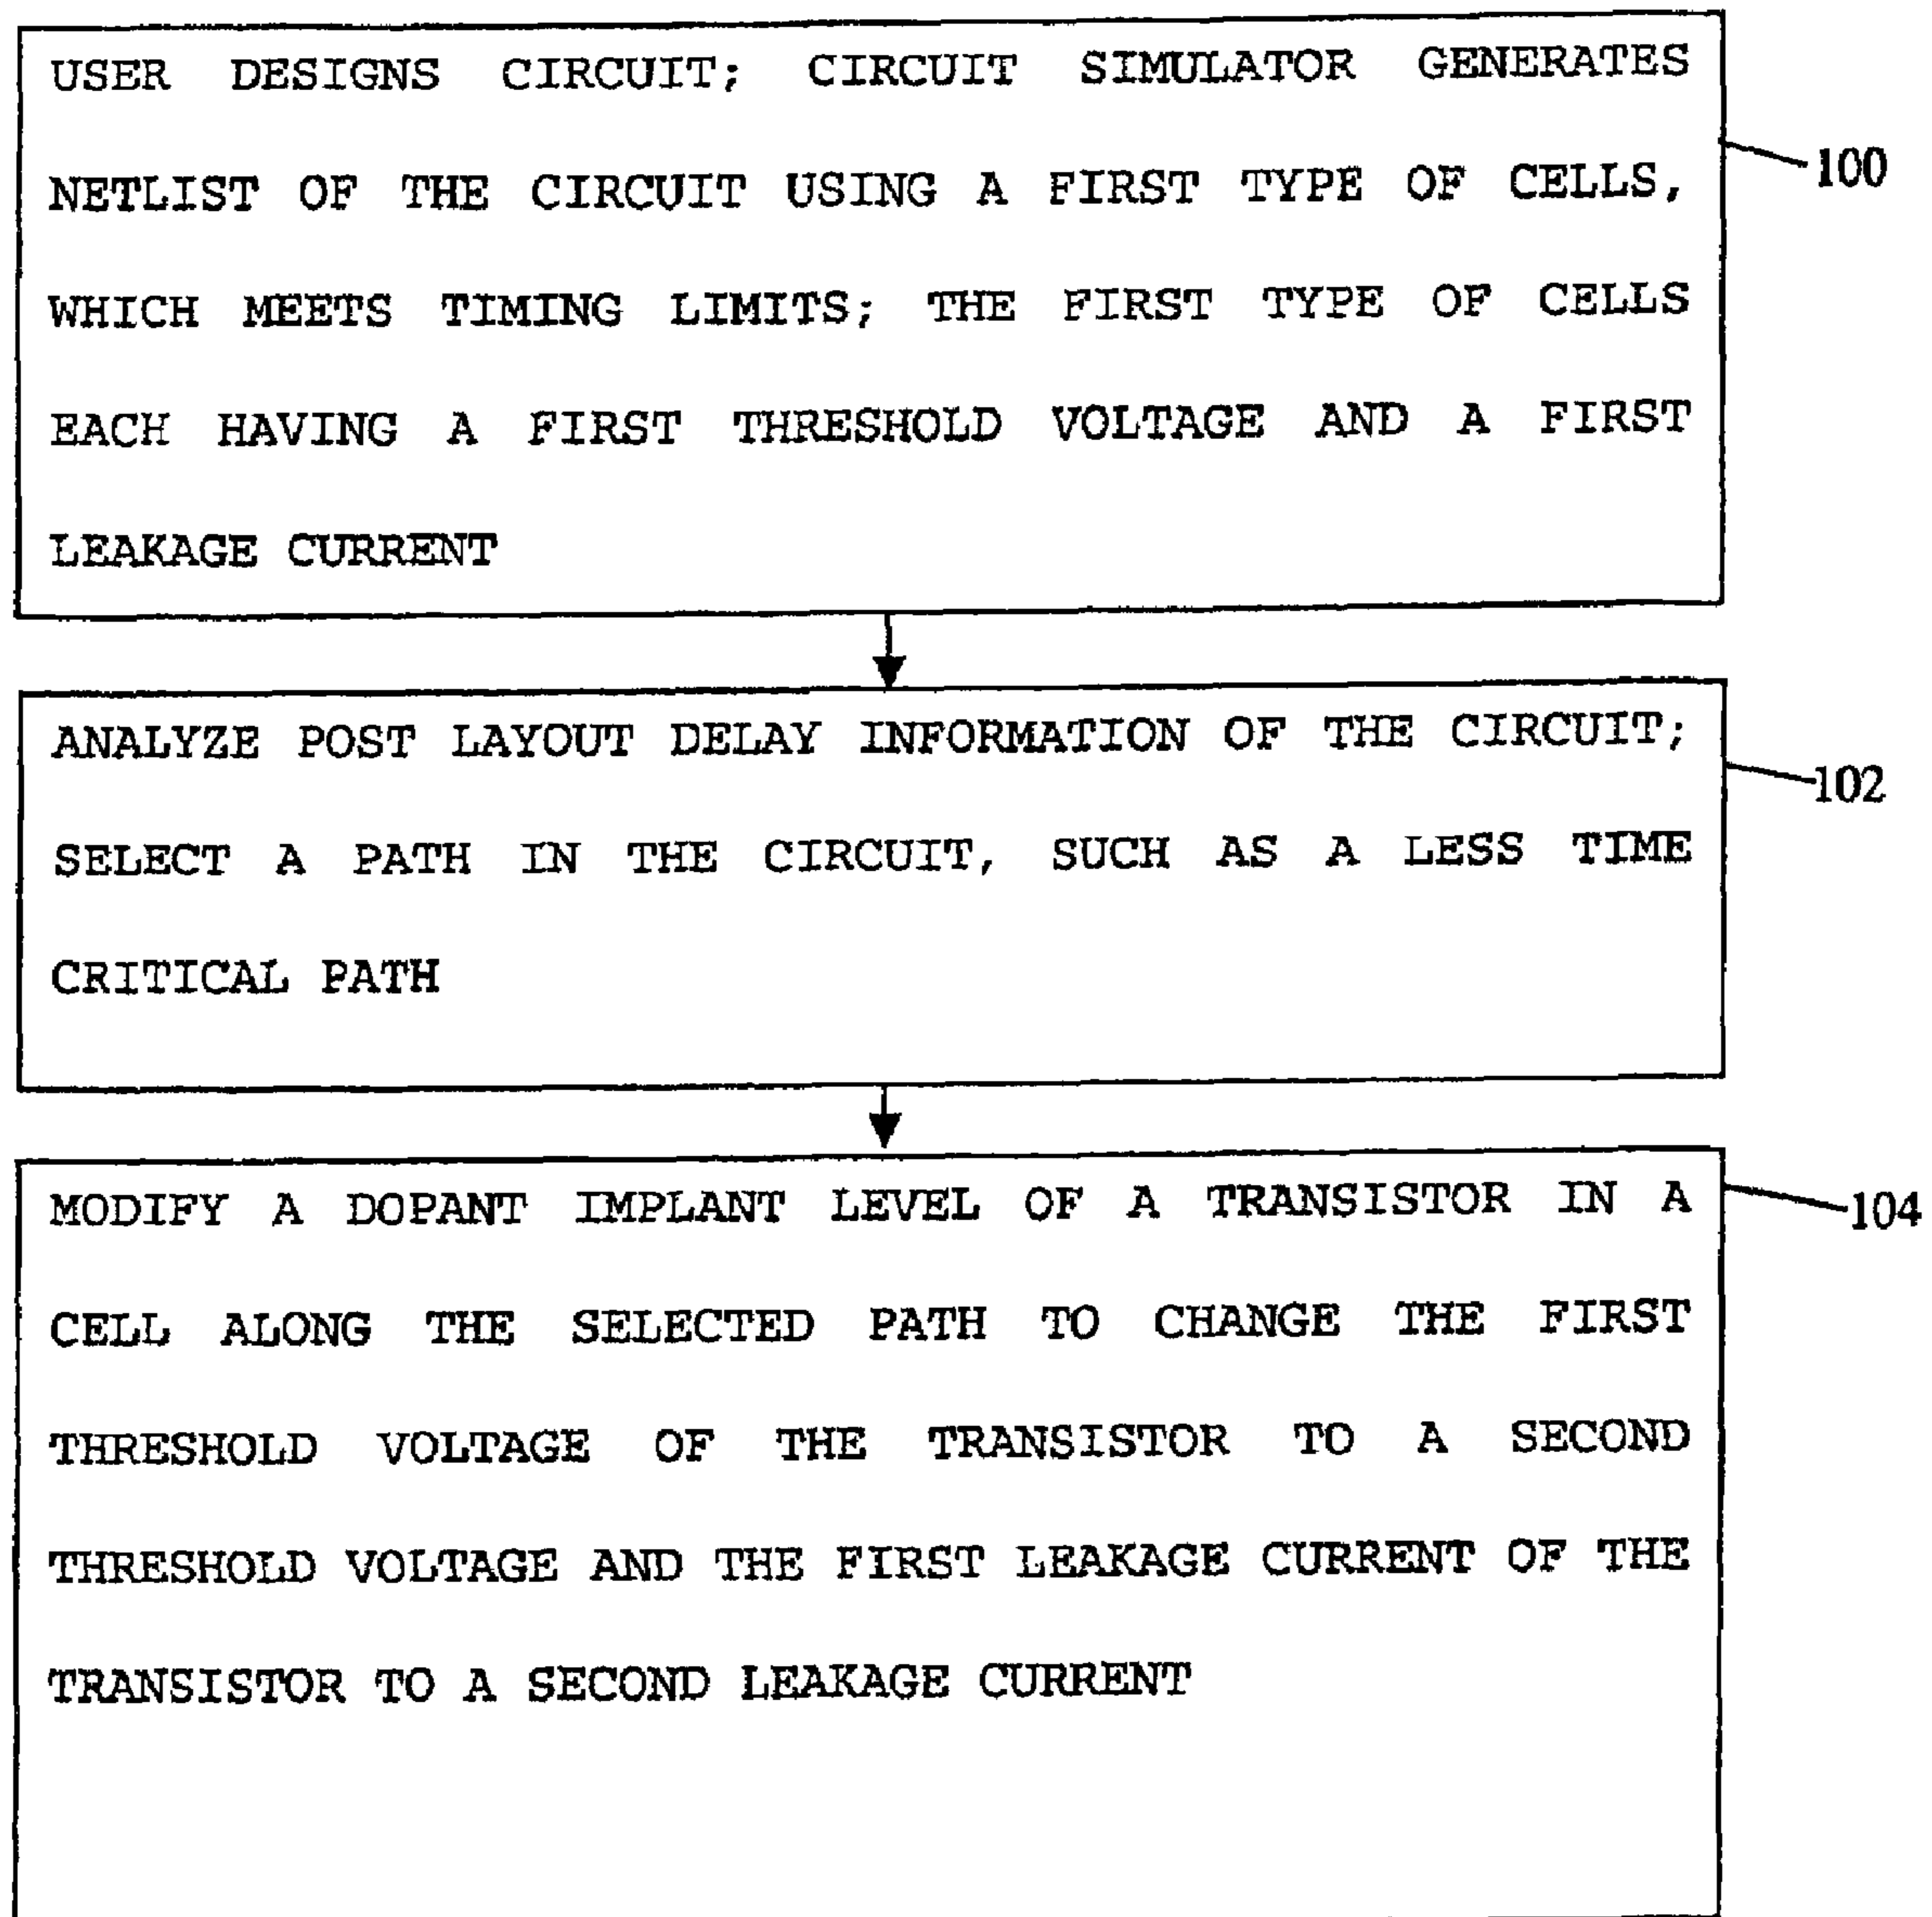 USER DESIGNS CIRCUIT; CIRCUIT SIMULATOR GENERATES
NETLIST OF THE CIRCUIT USING A FIRST TYPE OF CELLS,
100
WHICH MEETS TIMING LIMITS; THE FIRST TYPE OF CELLS
EACH HAVING A FIRST THRESHOLD VOLTAGE AND A FIRST
LEAKAGE CURRENT
ANALYZE POST LAYOUT DELAY INFORMATION OF THE CIRCUIT;
102
SELECT A PATH IN THE CIRCUIT, SUCH AS A LESS TIME
CRITICAL PATH
MODIFY A DOPANT IMPLANT LEVEL OF A TRANSISTOR IN A
104
CELL ALONG THE SELECTED PATH TO CHANGE THE FIRST
THRESHOLD VOLTAGE OF THE TRANSISTOR TO A SECOND
THRESHOLD VOLTAGE AND THE FIRST LEAKAGE CURRENT OF THE
TRANSISTOR TO A SECOND LEAKAGE CURRENT